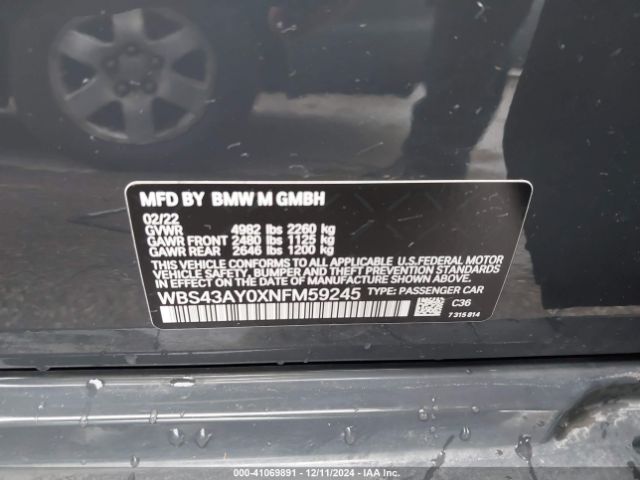 MFD BY BMW M GMBH
02/22
GVWR 4982 lbs 2260 kg
GAWR FRONT 2480 lbs 1125 kg
GAWR REAR 2646 lbs 1200 kg
THIS VEHICLE CONFORMS TO ALL APPLICABLE U.S.FEDERAL MOTOR
VEHICLE SAFETY, BUMPER AND THEFT PREVENTION STANDARDS IN
EFFECT ON THE DATE OF MANUFACTURE SHOWN ABOVE.
WBS43AY0XNFM59245 TYPE: PASSENGER CAR
C36
7 315 814
000-41069891 - 12/11/2024 - IAA Inc.